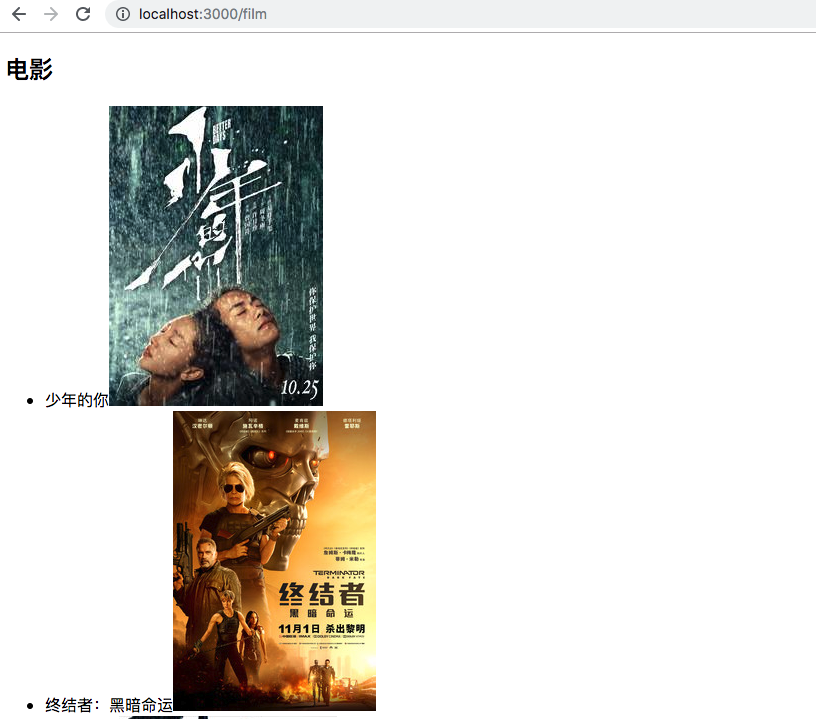 localhost:3000/film
电影
少年的你
BETTER
DAYS
少年的你
你保护世界 我保护你
10.25
终结者：黑暗命运
TERMINATOR
DARK FATE
终结者
黑暗命运
11月1日 杀出黎明